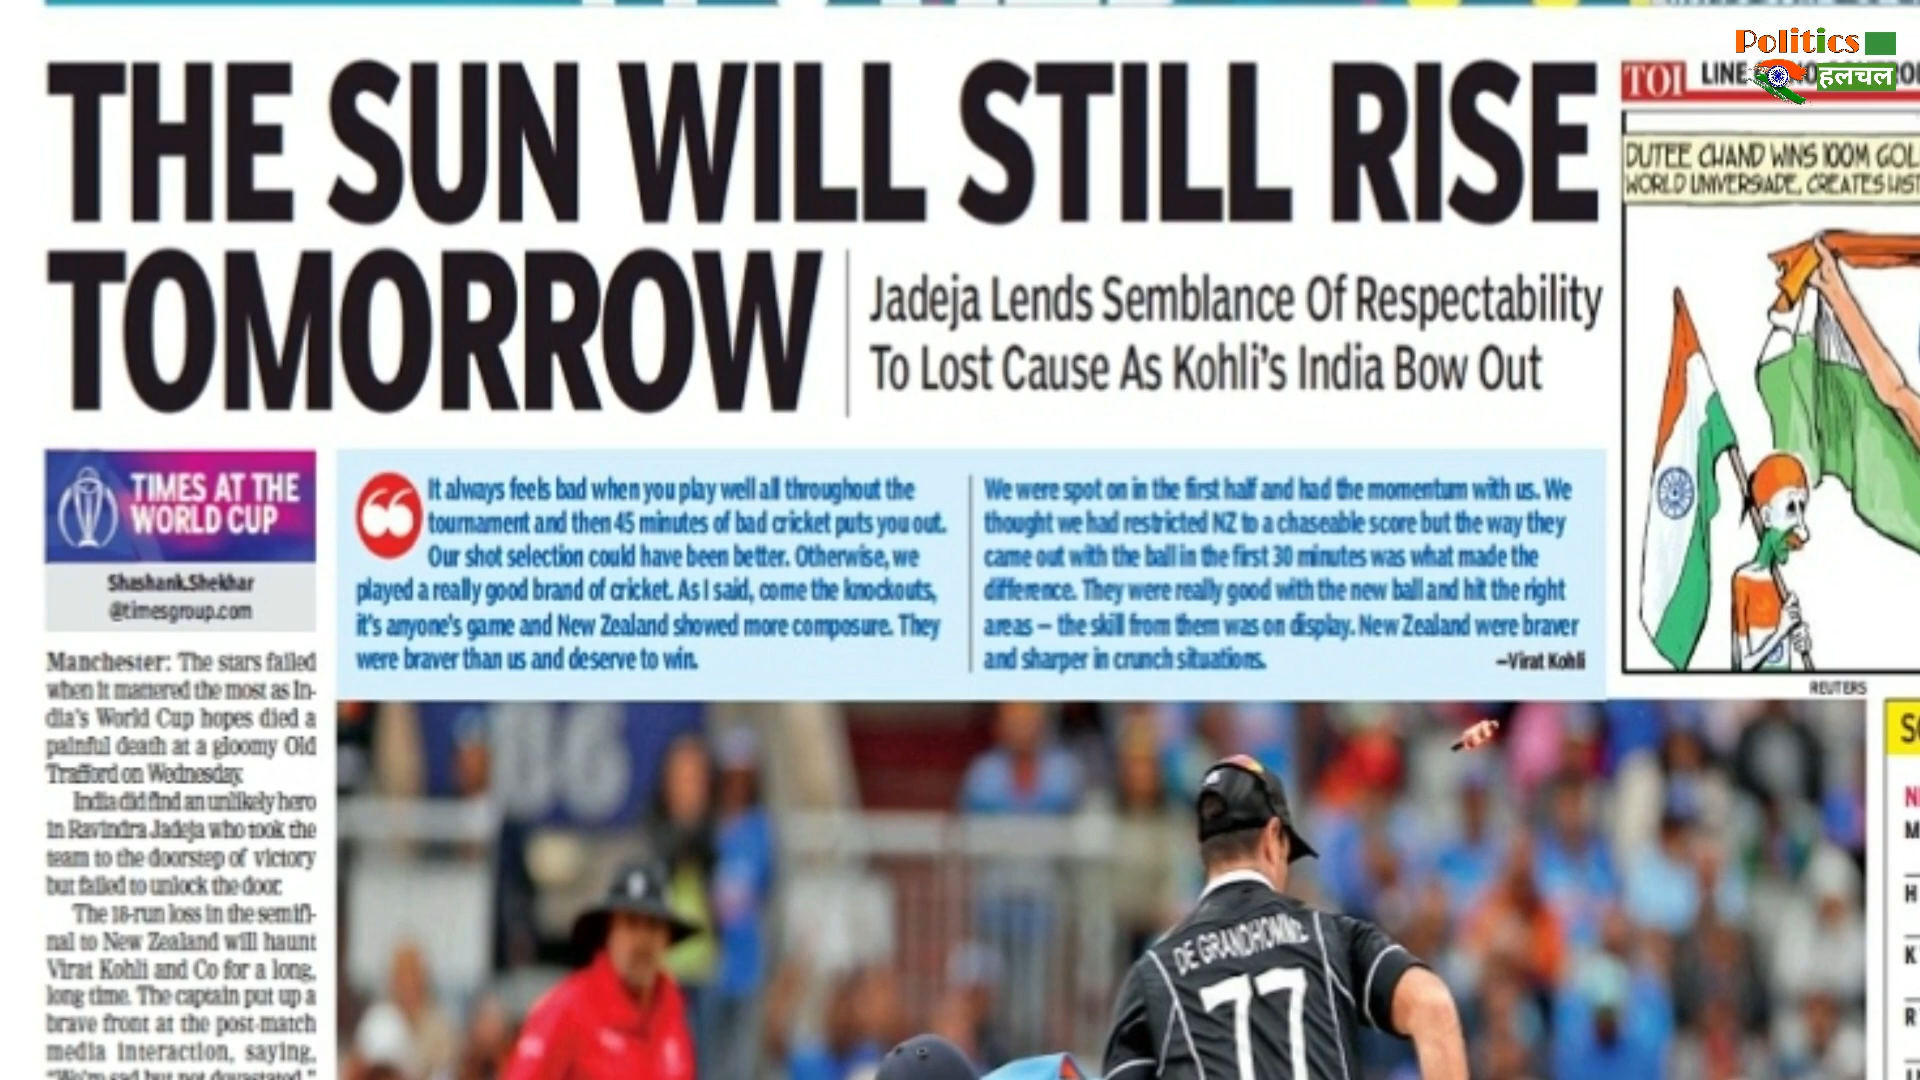 Politics
हलचल
THE SUN WILL STILL RISE
TOMORROW
Jadeja Lends Semblance Of Respectability
To Lost Cause As Kohli's India Bow Out
TOI
DUTEE CHAND WINS 100M GOL
WORLD UNIVERSIADE, CREATES HIST
TIMES AT THE
WORLD CUP
Shashank.Shekhar
@timesgroup.com
Manchester: The stars failed
when it mattered the most as In-
dia's World Cup hopes died a
painful death at a gloomy Old
Trafford on Wednesday.
India did find an unlikely hero
in Ravindra Jadeja who took the
team to the doorstep of victory
but failed to unlock the door.
The 18-run loss in the semifi-
nal to New Zealand will haunt
Virat Kohli and Co for a long,
long time. The captain put up a
brave front at the post-match
media interaction, saying,
"We're sad but not devastated."
It always feels bad when you play well all throughout the
tournament and then 45 minutes of bad cricket puts you out.
Our shot selection could have been better. Otherwise, we
played a really good brand of cricket. As I said, come the knockouts,
it's anyone's game and New Zealand showed more composure. They
were braver than us and deserve to win.
We were spot on in the first half and had the momentum with us. We
thought we had restricted NZ to a chaseable score but the way they
came out with the ball in the first 30 minutes was what made the
difference. They were really good with the new ball and hit the right
areas – the skill from them was on display. New Zealand were braver
and sharper in crunch situations.
–Virat Kohli
REUTERS
DE GRANDHOMME
77